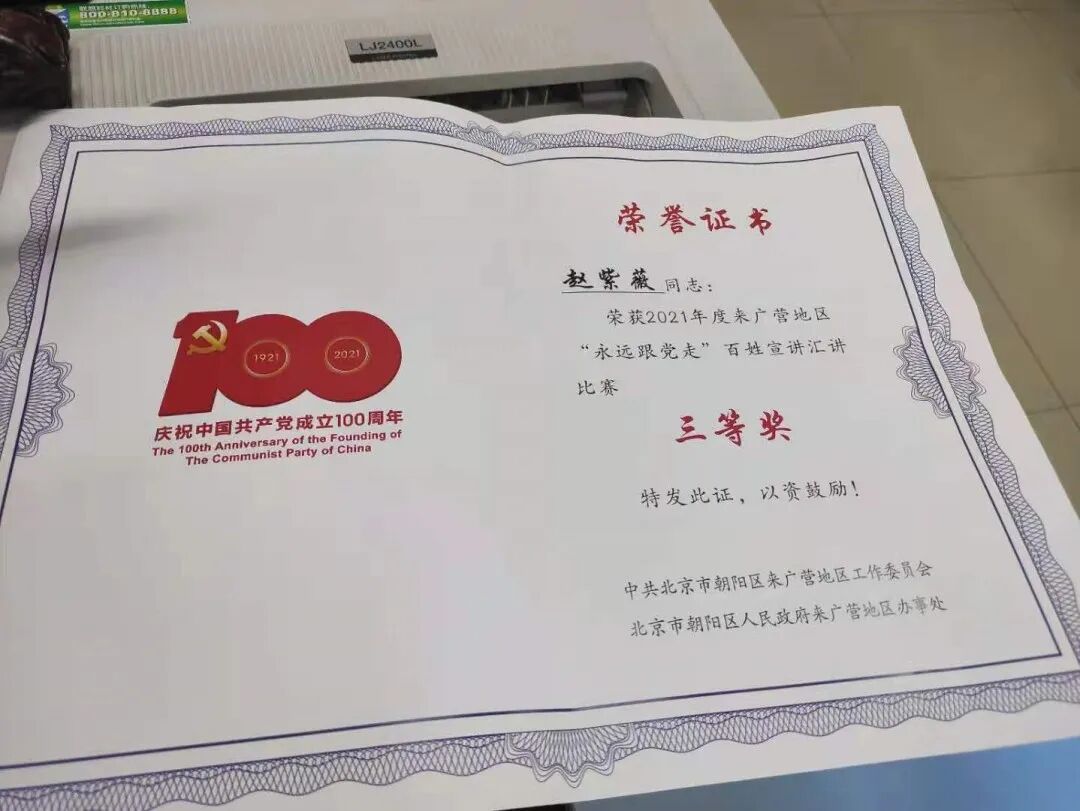 800-810-8888
LJ2400L
荣誉证书
赵紫薇同志：
荣获2021年度来广营地区
“永远跟党走”百姓宣讲汇讲
比赛
三等奖
特发此证，以资鼓励！
中共北京市朝阳区来广营地区工作委员会
北京市朝阳区人民政府来广营地区办事处
100
1921
2021
庆祝中国共产党成立100周年
The 100th Anniversary of the Founding of
The Communist Party of China